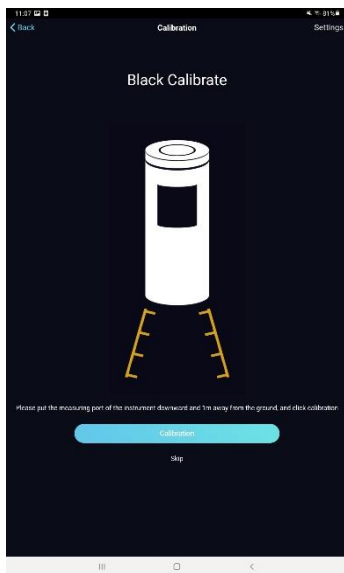 11:07 81%
Back Calibration Settings
Black Calibrate
Please put the measuring port of the instrument downward and 1m away from the ground, and click calibration
Calibration
Skip